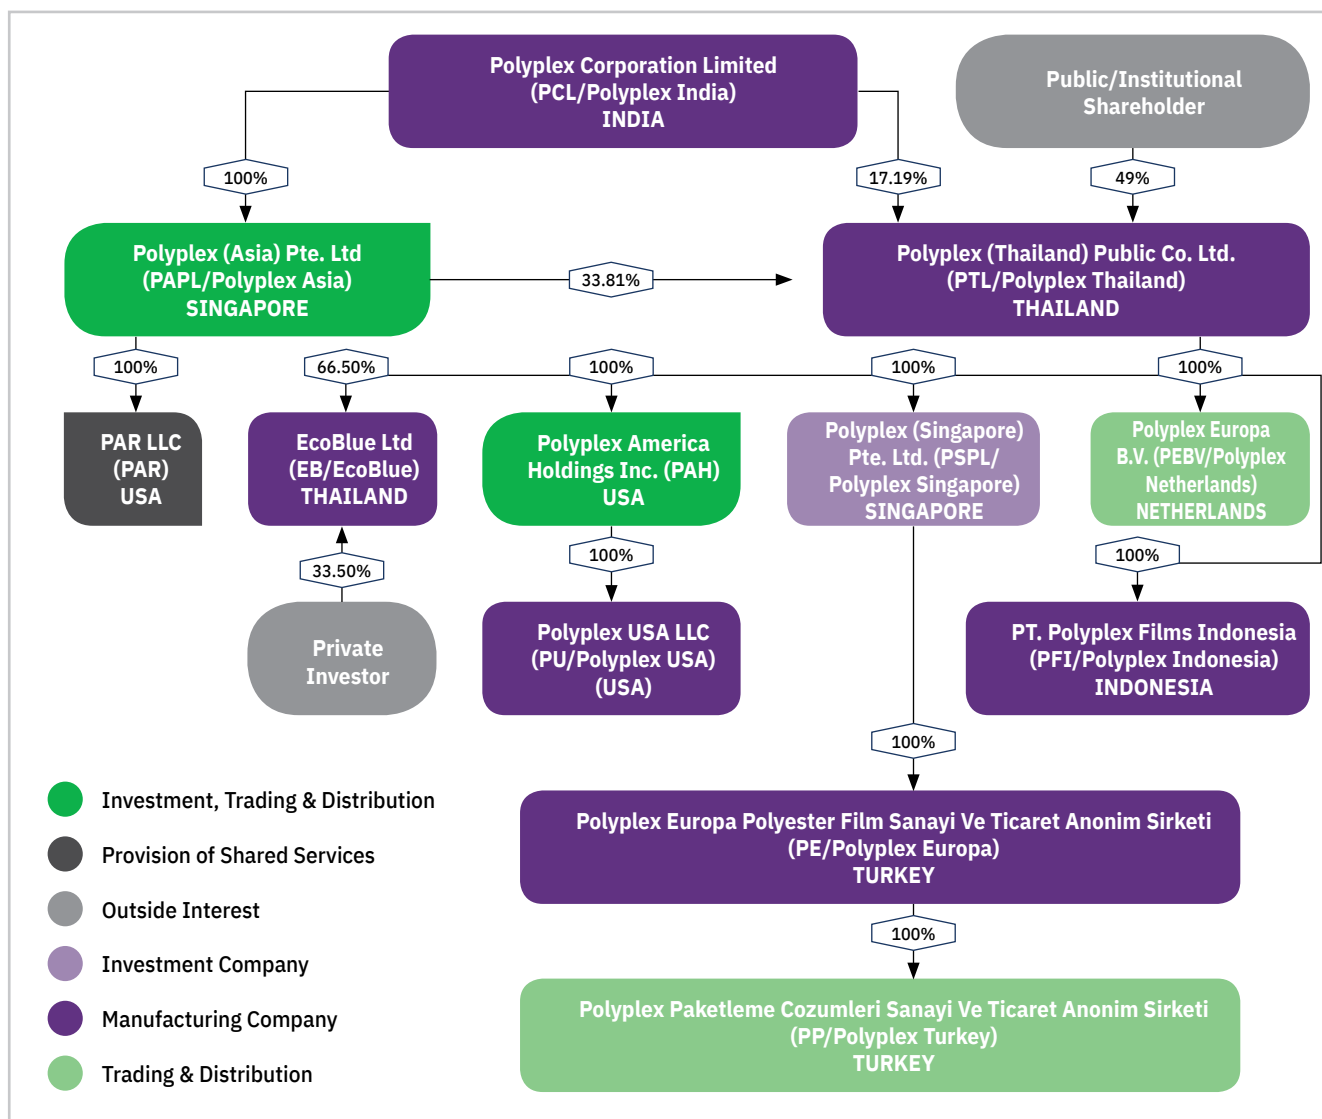 Polyplex Corporation Limited
(PCL/Polyplex India)
INDIA
Public/Institutional
Shareholder
100%
17.19%
49%
Polyplex (Asia) Pte. Ltd
(PAPL/Polyplex Asia)
SINGAPORE
33.81%
Polyplex (Thailand) Public Co. Ltd.
(PTL/Polyplex Thailand)
THAILAND
100%
66.50%
100%
100%
100%
PAR LLC
(PAR)
USA
EcoBlue Ltd
(EB/EcoBlue)
THAILAND
Polyplex America
Holdings Inc. (PAH)
USA
Polyplex (Singapore)
Pte. Ltd. (PSPL/
Polyplex Singapore)
SINGAPORE
Polyplex Europa
B.V. (PEBV/Polyplex
Netherlands)
NETHERLANDS
33.50%
100%
100%
Private
Investor
Polyplex USA LLC
(PU/Polyplex USA)
(USA)
PT. Polyplex Films Indonesia
(PFI/Polyplex Indonesia)
INDONESIA
100%
Polyplex Europa Polyester Film Sanayi Ve Ticaret Anonim Sirketi
(PE/Polyplex Europa)
TURKEY
100%
Polyplex Paketleme Cozumleri Sanayi Ve Ticaret Anonim Sirketi
(PP/Polyplex Turkey)
TURKEY
Investment, Trading & Distribution
Provision of Shared Services
Outside Interest
Investment Company
Manufacturing Company
Trading & Distribution